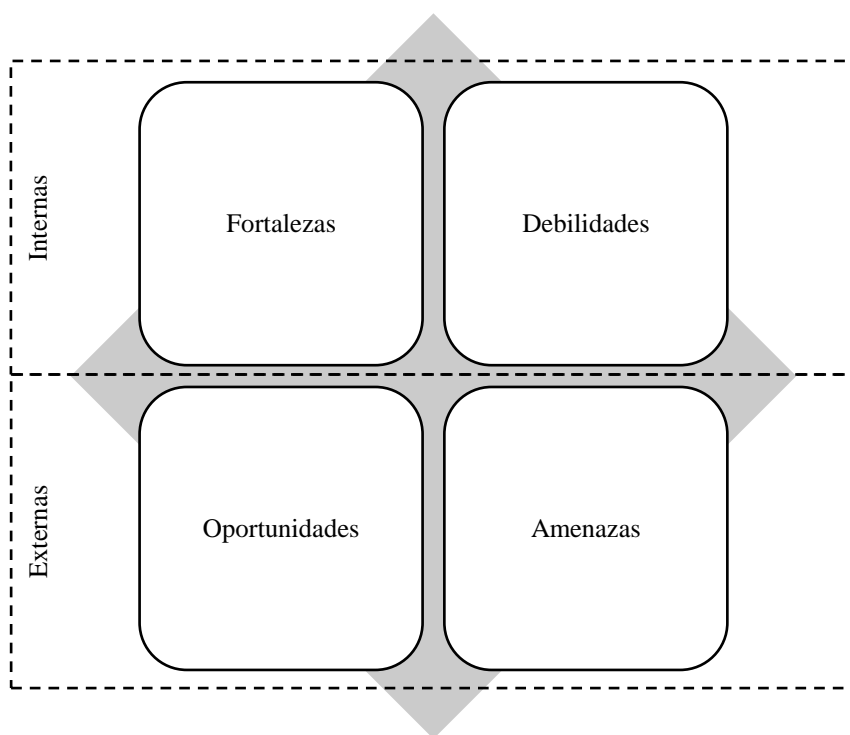 Internas
Fortalezas
Debilidades
Externas
Oportunidades
Amenazas